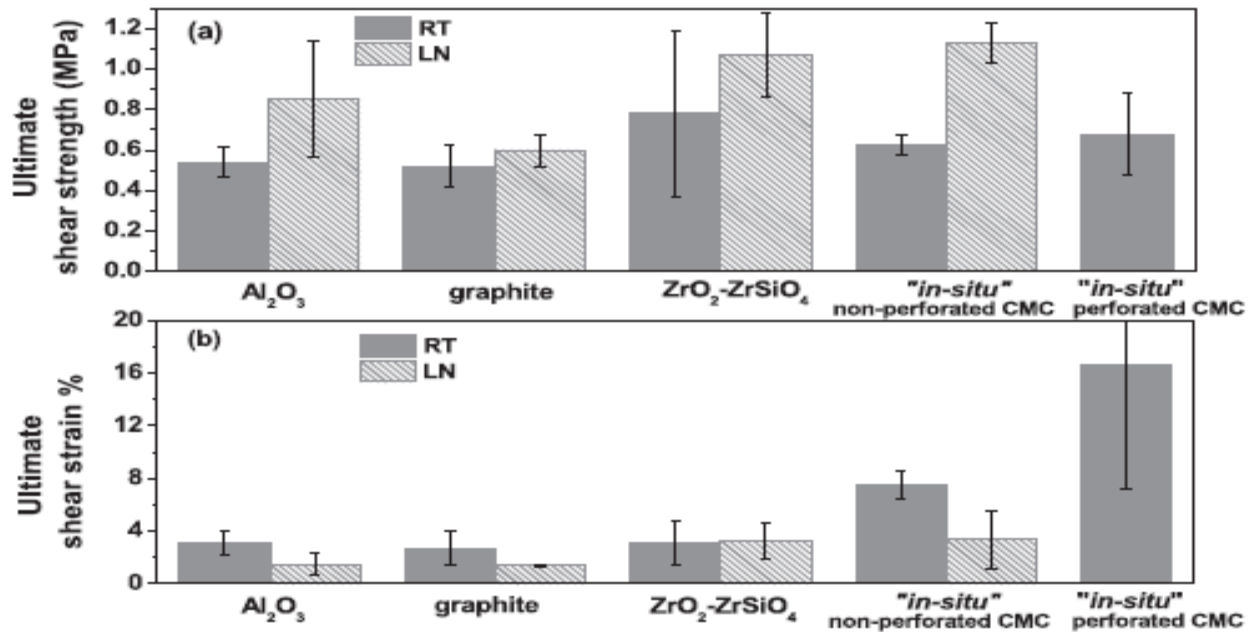 (a)
RT
LN
Ultimate
shear strength (MPa)
1.2
1.0
0.8
0.6
0.4
0.2
0.0
Al₂O₃
graphite
ZrO₂-ZrSiO₄
"in-situ"
non-perforated CMC
"in-situ"
perforated CMC
(b)
RT
LN
Ultimate
shear strain %
20
16
12
8
4
0
Al₂O₃
graphite
ZrO₂-ZrSiO₄
"in-situ"
non-perforated CMC
"in-situ"
perforated CMC